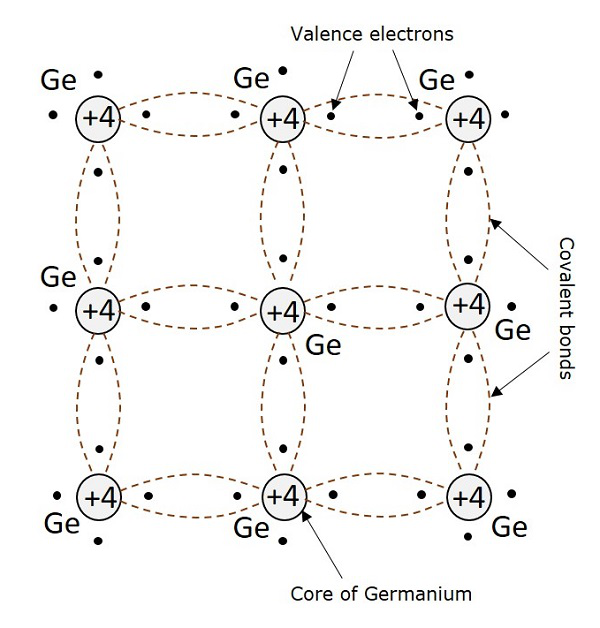 Valence electrons
Ge Ge Ge
+4 +4 +4
Covalent bonds
Ge
+4 +4 +4
Ge Ge
+4 +4 +4
Ge Ge Ge
Core of Germanium